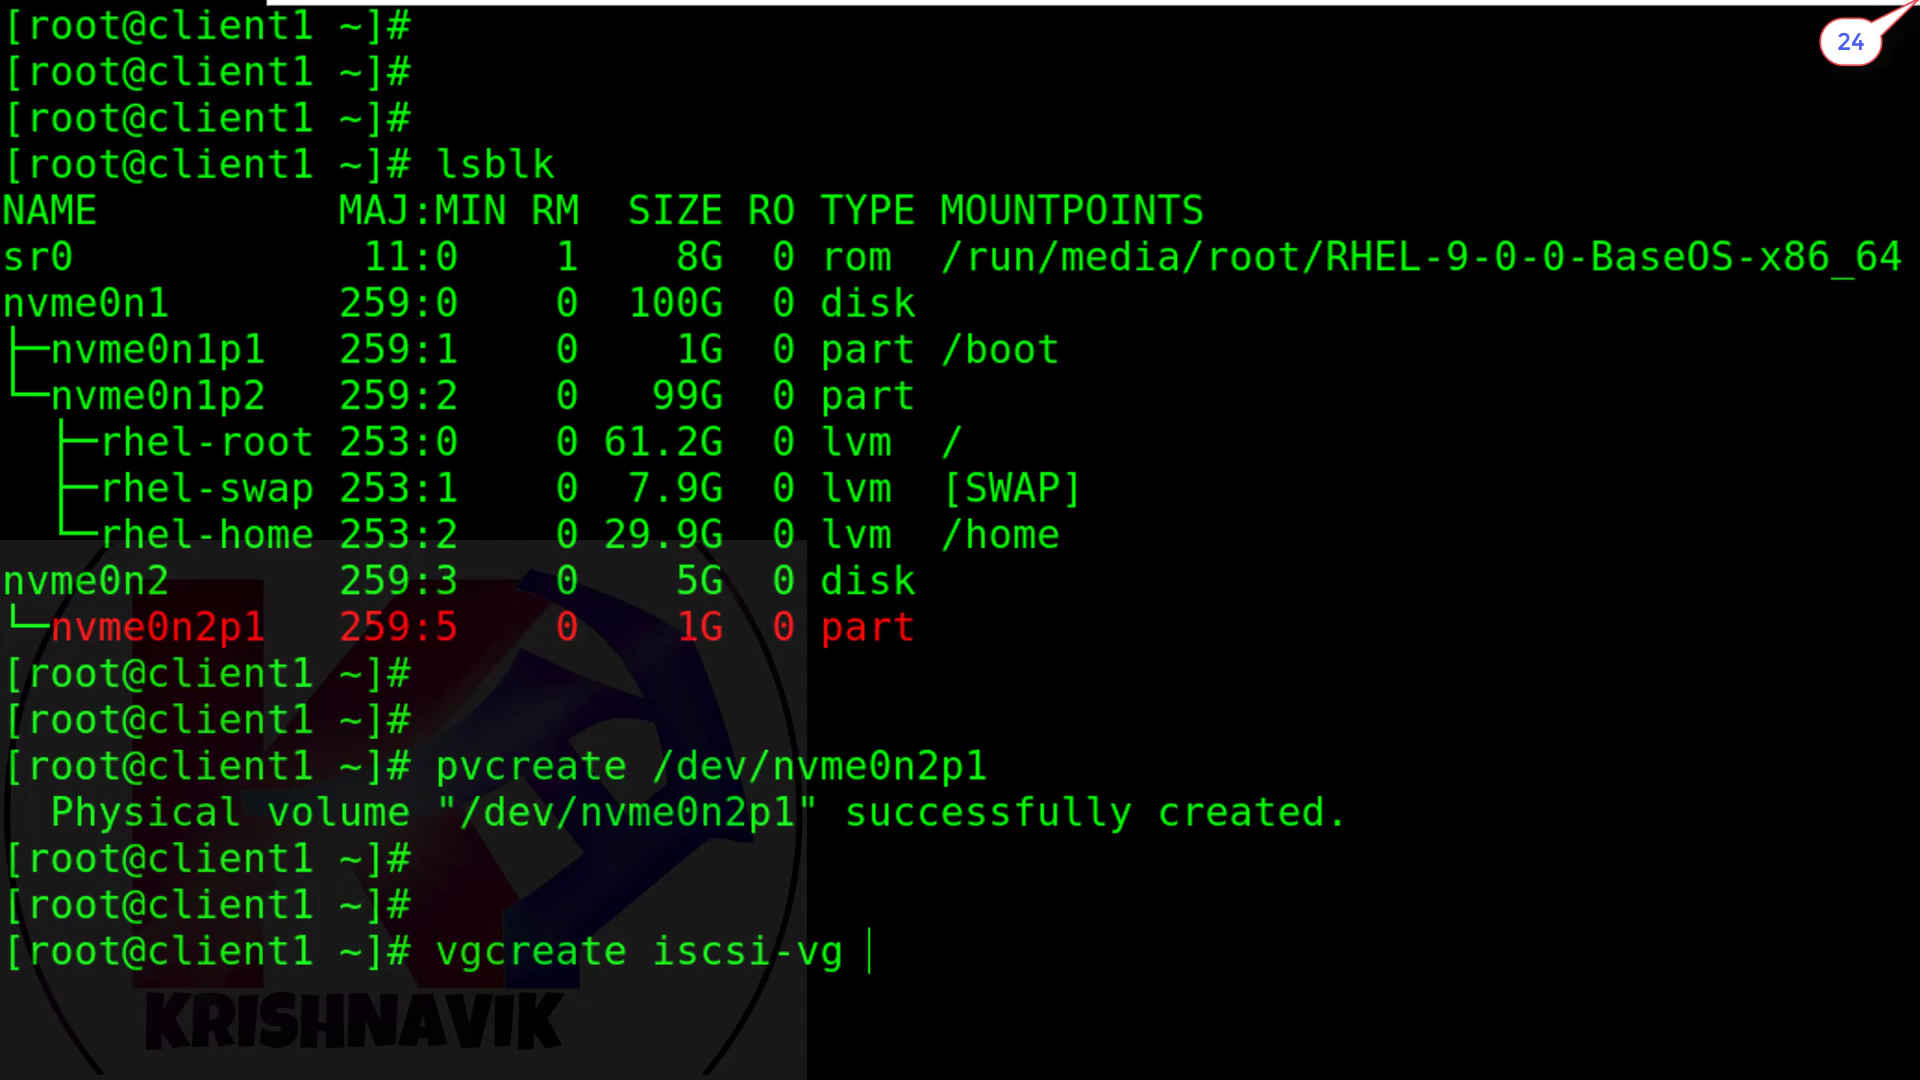 [root@client1 ~]#
24
[root@client1 ~]#
[root@client1 ~]#
[root@client1 ~]# lsblk
NAME          MAJ:MIN RM  SIZE RO TYPE MOUNTPOINTS
sr0            11:0    1    8G  0 rom  /run/media/root/RHEL-9-0-0-BaseOS-x86_64
nvme0n1       259:0    0  100G  0 disk
├─nvme0n1p1   259:1    0    1G  0 part /boot
└─nvme0n1p2   259:2    0   99G  0 part
  ├─rhel-root 253:0    0 61.2G  0 lvm  /
  ├─rhel-swap 253:1    0  7.9G  0 lvm  [SWAP]
  └─rhel-home 253:2    0 29.9G  0 lvm  /home
nvme0n2       259:3    0    5G  0 disk
└─nvme0n2p1   259:5    0    1G  0 part
[root@client1 ~]#
[root@client1 ~]#
[root@client1 ~]# pvcreate /dev/nvme0n2p1
  Physical volume "/dev/nvme0n2p1" successfully created.
[root@client1 ~]#
[root@client1 ~]#
[root@client1 ~]# vgcreate iscsi-vg
KRISHNAVIK